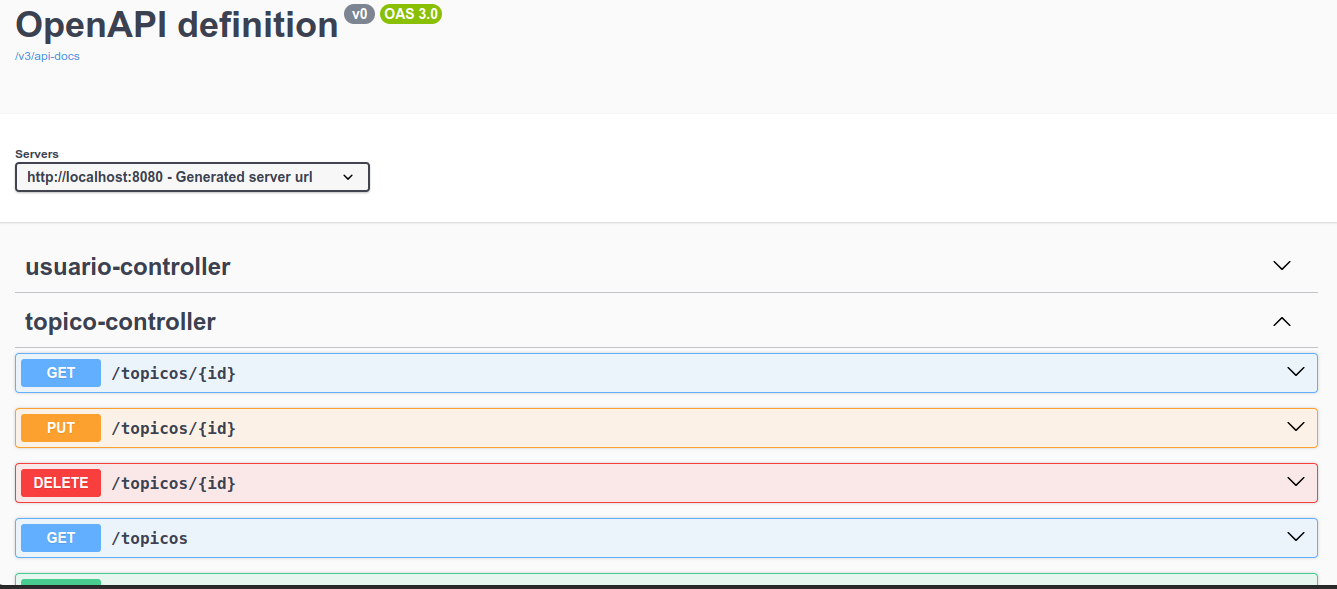 OpenAPI definition v0 OAS 3.0
/v3/api-docs
Servers
http://localhost:8080 - Generated server url
usuario-controller
topico-controller
GET /topicos/{id}
PUT /topicos/{id}
DELETE /topicos/{id}
GET /topicos